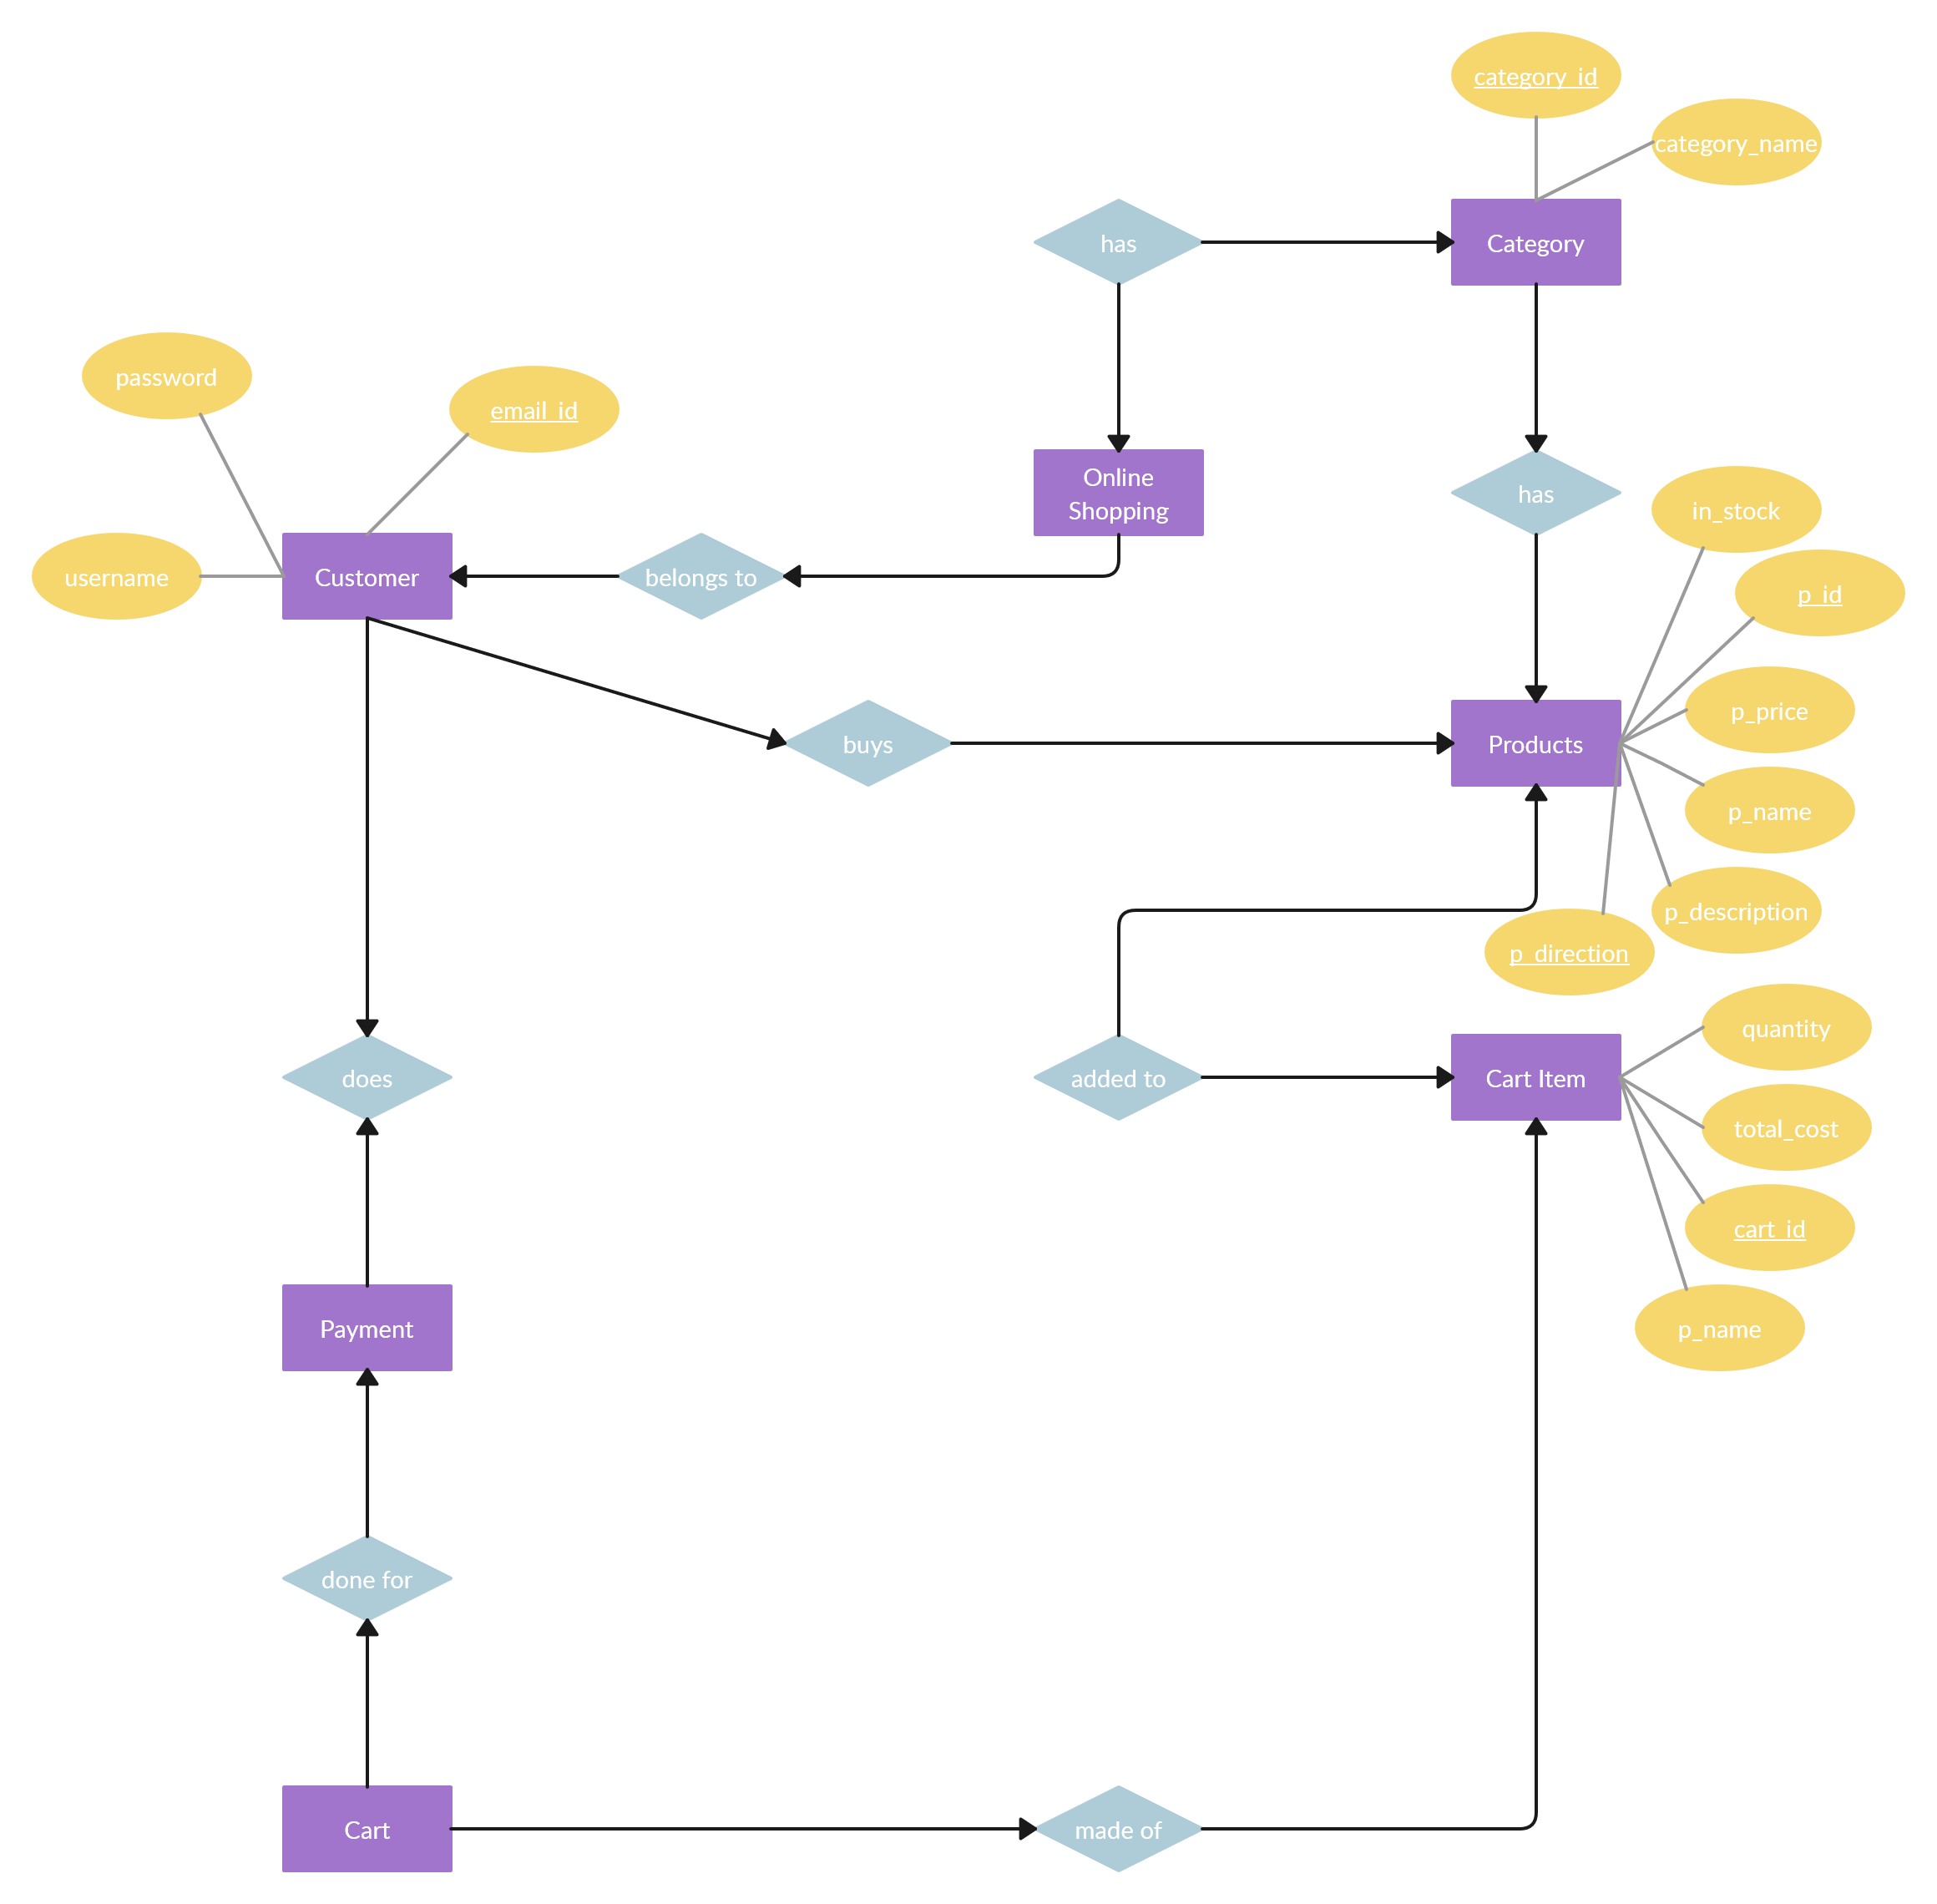 category_id
category_name
has
Category
password
email_id
Online
Shopping
has
in_stock
username
Customer
belongs to
p_id
p_price
buys
Products
p_name
p_description
p_direction
quantity
does
added to
Cart Item
total_cost
cart_id
Payment
p_name
done for
Cart
made of